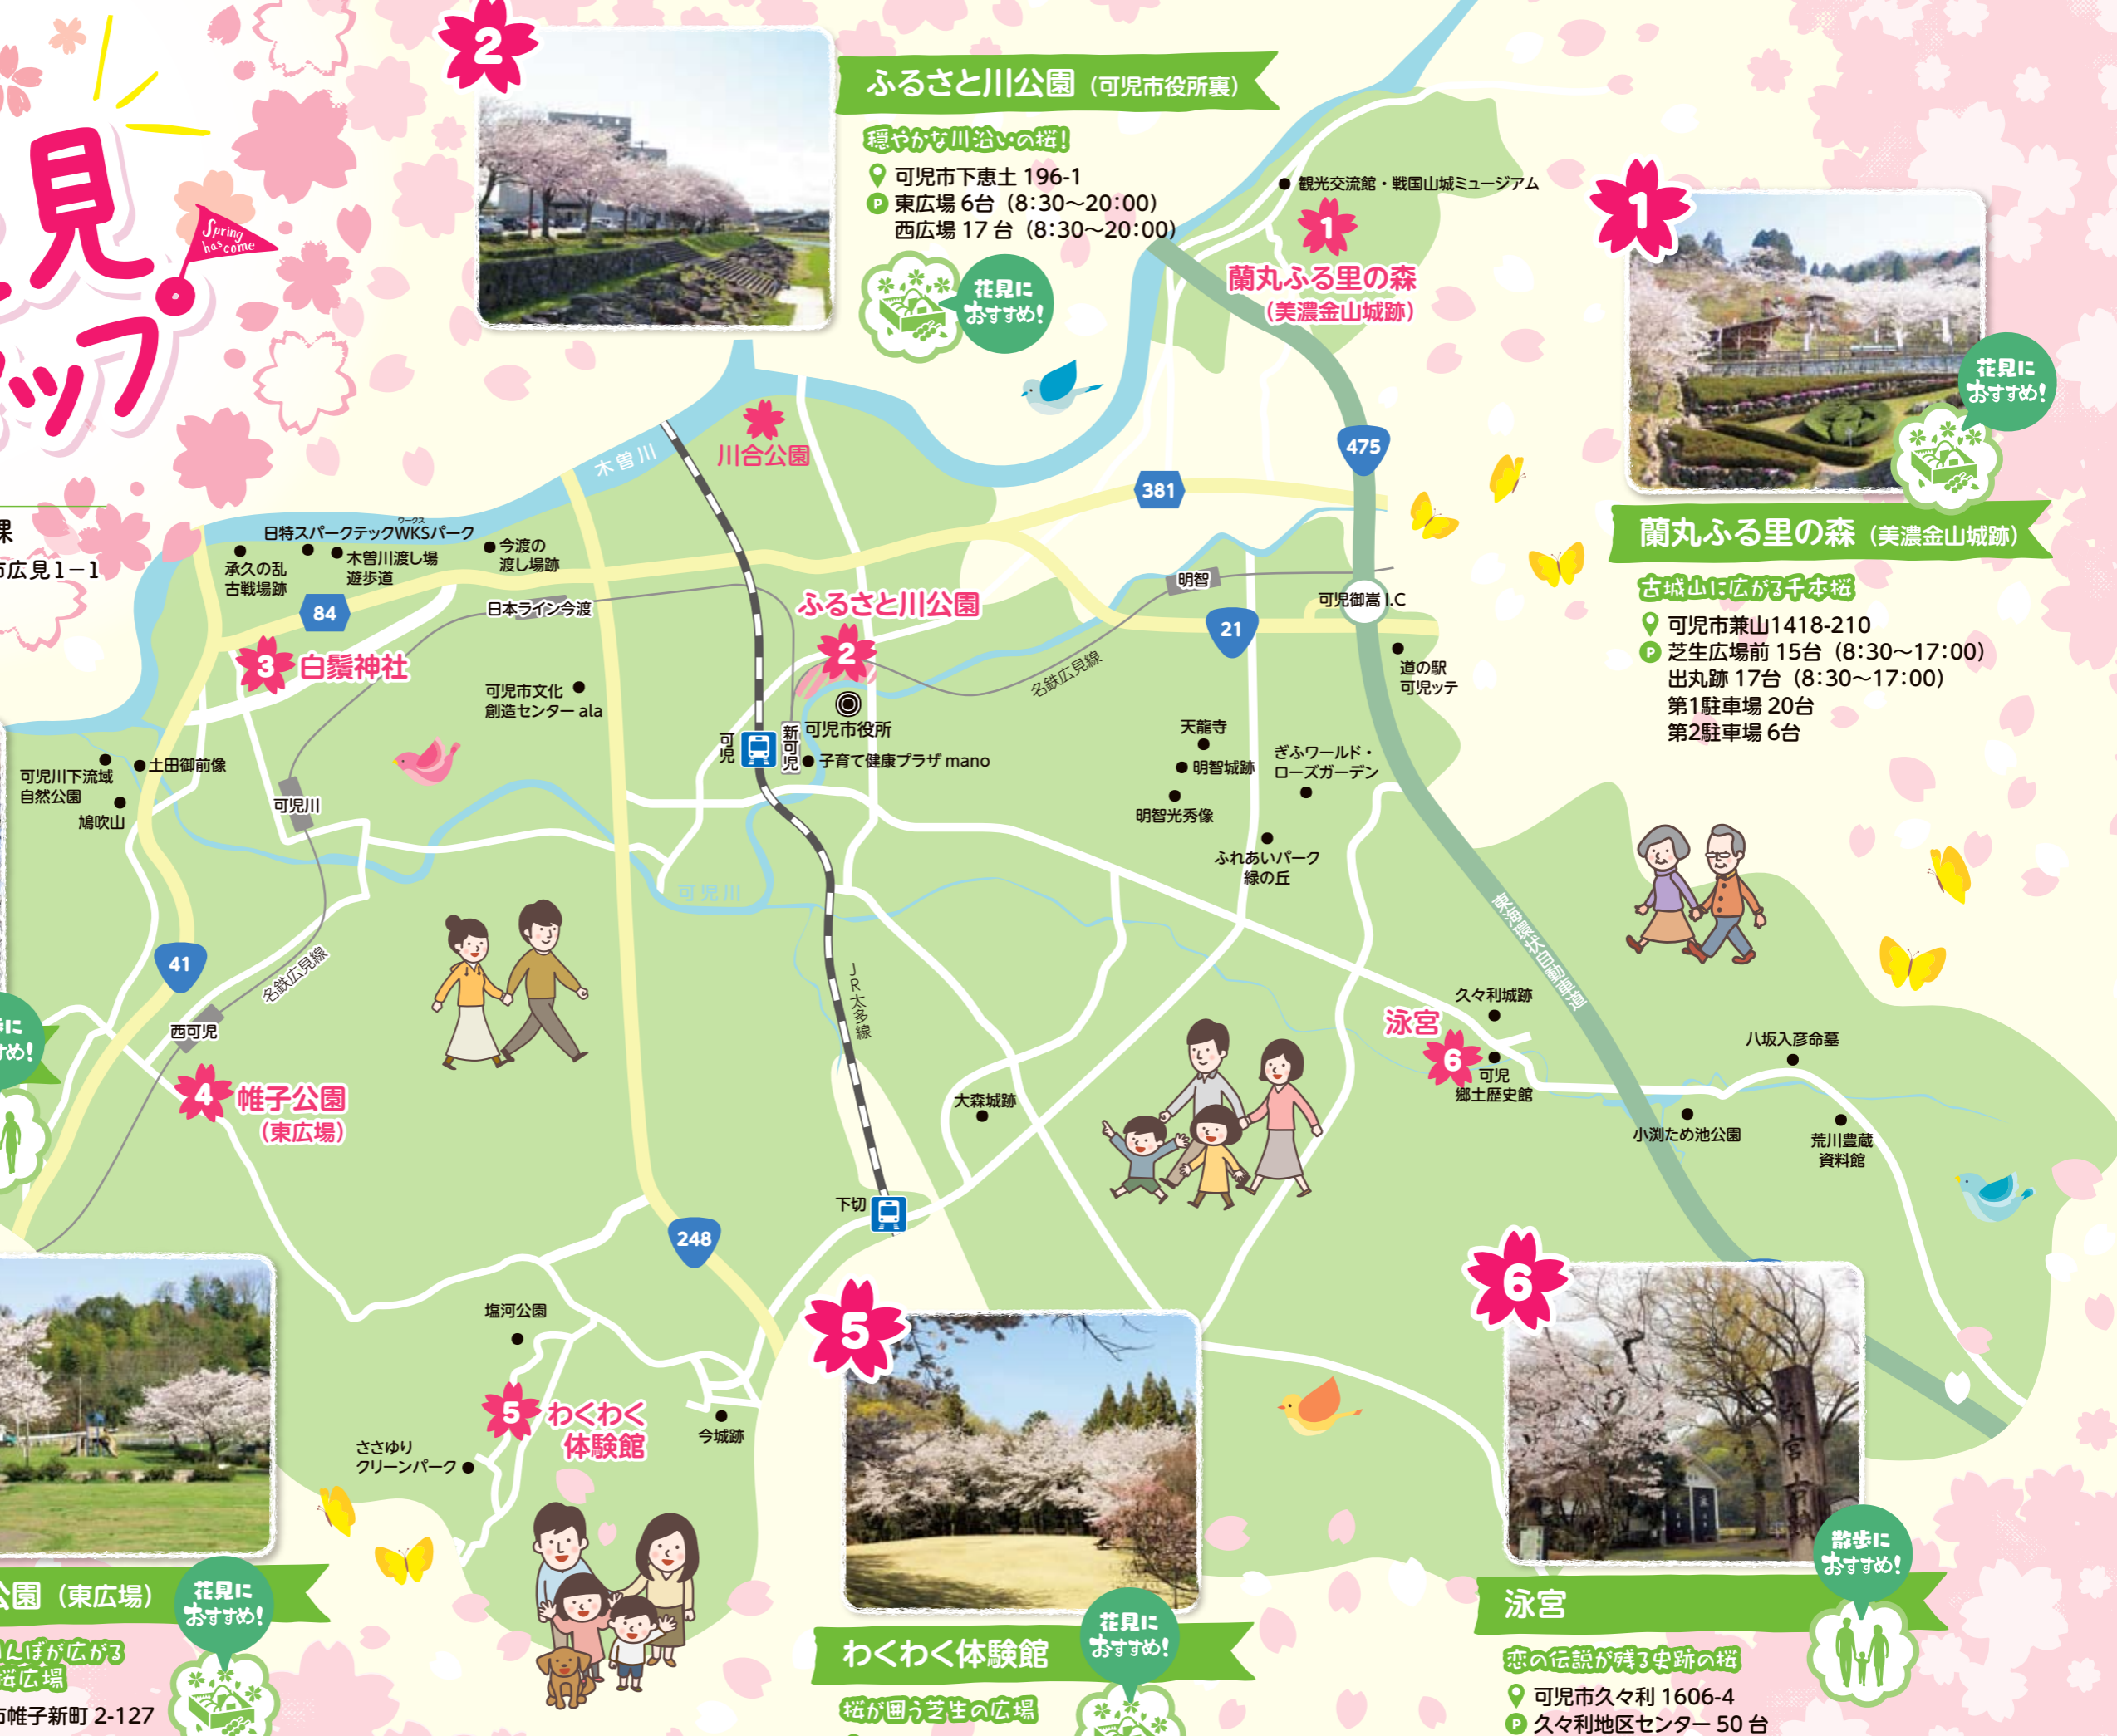 見
マップ
Spring
has come
課
市広見1－1
2
ふるさと川公園（可児市役所裏）
穏やかな川沿いの桜！
可児市下恵土 196-1
P 東広場 6台（8：30〜20：00）
西広場 17台（8：30〜20：00）
花見に
おすすめ！
1
花見に
おすすめ！
蘭丸ふる里の森（美濃金山城跡）
古城山に広がる千本桜
可児市兼山1418-210
P 芝生広場前 15台（8：30〜17：00）
出丸跡 17台（8：30〜17：00）
第1駐車場 20台
第2駐車場 6台
観光交流館・戦国山城ミュージアム
1
蘭丸ふる里の森
（美濃金山城跡）
475
381
木曽川
川合公園
ワークス
日特スパークテックWKSパーク
承久の乱
古戦場跡
木曽川渡し場
遊歩道
今渡の
渡し場跡
84
日本ライン今渡
明智
可児御嵩 I.C
21
ふるさと川公園
2
3
白鬚神社
可児市文化
創造センター ala
名鉄広見線
道の駅
可児ッテ
可児
新可児
可児市役所
子育て健康プラザ mano
天龍寺
明智城跡
明智光秀像
ぎふワールド・
ローズガーデン
ふれあいパーク
緑の丘
可児川下流域
自然公園
土田御前像
鳩吹山
可児川
可児川
41
名鉄広見線
西可児
JR太多線
東海環状自動車道
久々利城跡
泳宮
6
可児
郷土歴史館
八坂入彦命墓
小渕ため池公園
荒川豊蔵
資料館
すめ！
4
帷子公園
（東広場）
大森城跡
下切
248
塩河公園
5
わくわく
体験館
今城跡
ささゆり
クリーンパーク
公園（東広場）
花見に
おすすめ！
んぼが広がる
桜広場
市帷子新町 2-127
5
わくわく体験館
花見に
おすすめ！
桜が囲う芝生の広場
6
散歩に
おすすめ！
泳宮
恋の伝説が残る史跡の桜
可児市久々利 1606-4
P 久々利地区センター 50台